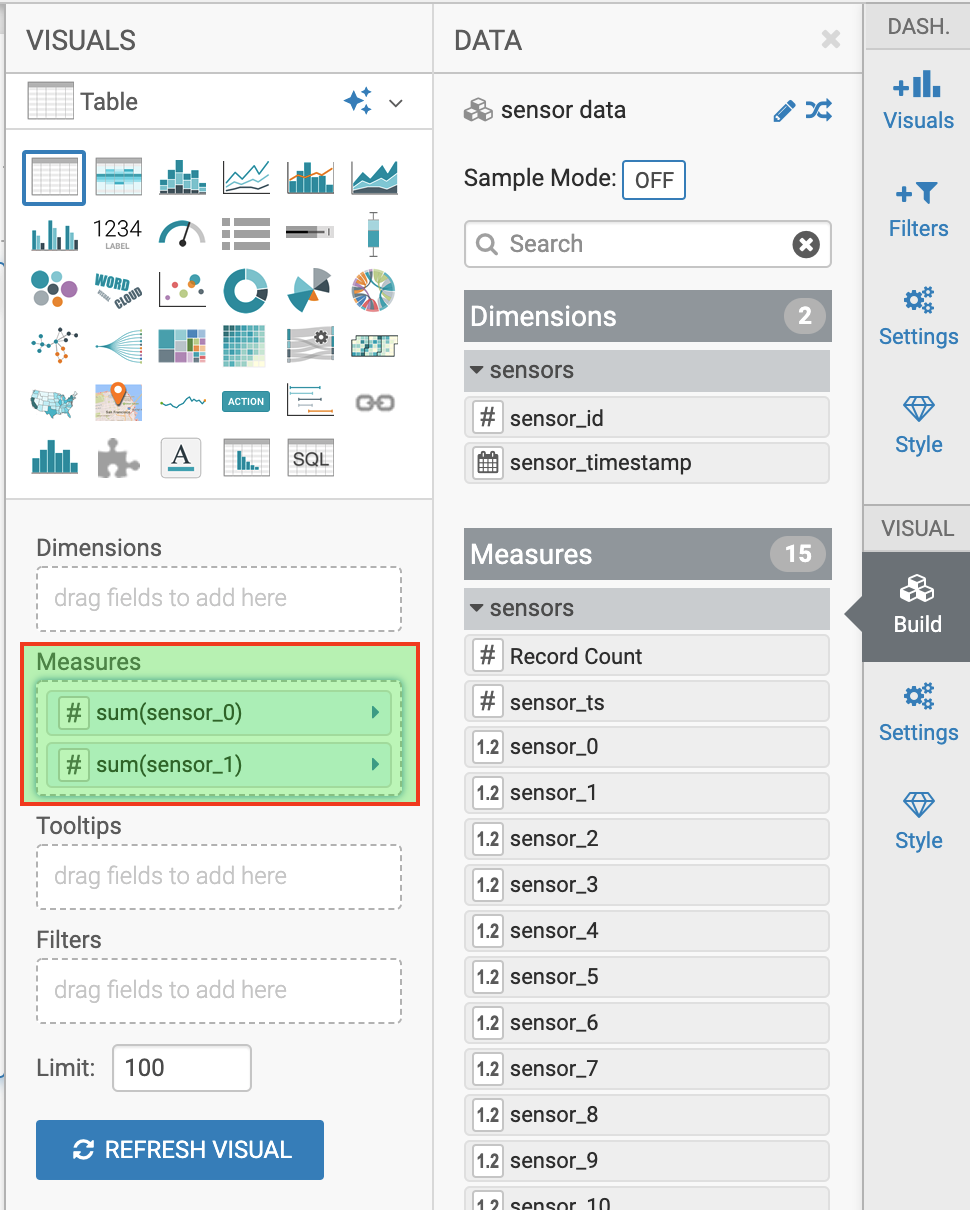 VISUALS
Table
1234
LABEL
WORD
CLOUD
ACTION
A
SQL
Dimensions
drag fields to add here
Measures
# sum(sensor_0)
# sum(sensor_1)
Tooltips
drag fields to add here
Filters
drag fields to add here
Limit: 100
REFRESH VISUAL
DATA
sensor data
Sample Mode: OFF
Search
Dimensions 2
sensors
# sensor_id
sensor_timestamp
Measures 15
sensors
# Record Count
# sensor_ts
1.2 sensor_0
1.2 sensor_1
1.2 sensor_2
1.2 sensor_3
1.2 sensor_4
1.2 sensor_5
1.2 sensor_6
1.2 sensor_7
1.2 sensor_8
1.2 sensor_9
1.2 sensor_10
DASH.
Visuals
Filters
Settings
Style
VISUAL
Build
Settings
Style